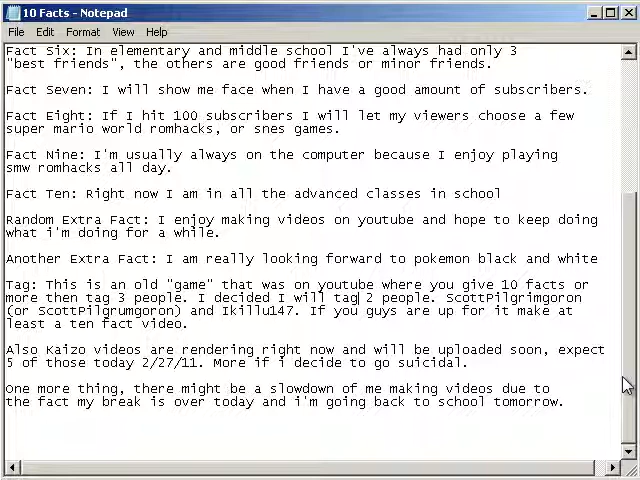 10 Facts - Notepad
File Edit Format View Help
Fact Six: In elementary and middle school I've always had only 3
"best friends", the others are good friends or minor friends.
Fact Seven: I will show me face when I have a good amount of subscribers.
Fact Eight: If I hit 100 subscribers I will let my viewers choose a few
super mario world romhacks, or snes games.
Fact Nine: I'm usually always on the computer because I enjoy playing
smw romhacks all day.
Fact Ten: Right now I am in all the advanced classes in school
Random Extra Fact: I enjoy making videos on youtube and hope to keep doing
what i'm doing for a while.
Another Extra Fact: I am really looking forward to pokemon black and white
Tag: This is an old "game" that was on youtube where you give 10 facts or
more then tag 3 people. I decided I will tag 2 people. ScottPilgrimgoron
(or ScottPilgrumgoron) and Ikillu147. If you guys are up for it make at
least a ten fact video.
Also Kaizo videos are rendering right now and will be uploaded soon, expect
5 of those today 2/27/11. More if i decide to go suicidal.
One more thing, there might be a slowdown of me making videos due to
the fact my break is over today and i'm going back to school tomorrow.